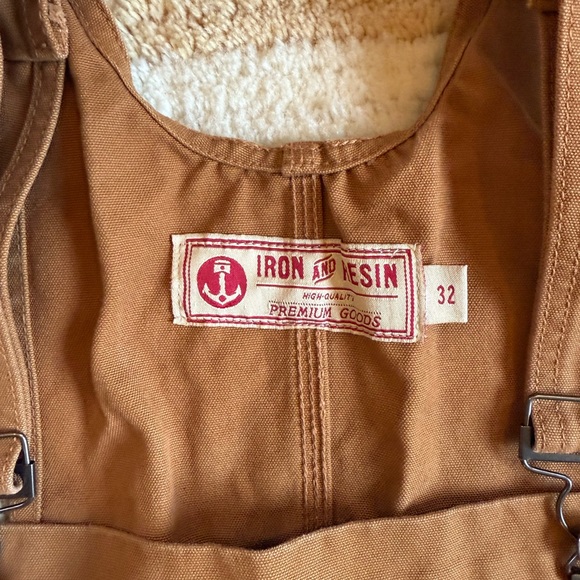 IRON AND RESIN
HIGH-QUALITY
PREMIUM GOODS
32